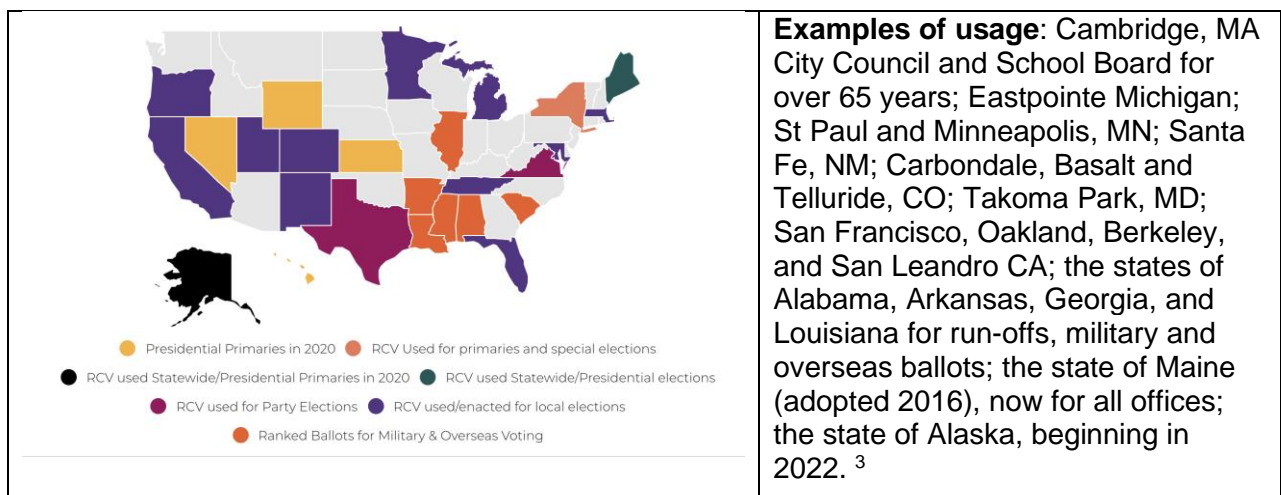 Presidential Primaries in 2020 RCV Used for primaries and special elections
RCV used Statewide/Presidential Primaries in 2020 RCV used Statewide/Presidential elections
RCV used for Party Elections RCV used/enacted for local elections
Ranked Ballots for Military & Overseas Voting
Examples of usage: Cambridge, MA
City Council and School Board for
over 65 years; Eastpointe Michigan;
St Paul and Minneapolis, MN; Santa
Fe, NM; Carbondale, Basalt and
Telluride, CO; Takoma Park, MD;
San Francisco, Oakland, Berkeley,
and San Leandro CA; the states of
Alabama, Arkansas, Georgia, and
Louisiana for run-offs, military and
overseas ballots; the state of Maine
(adopted 2016), now for all offices;
the state of Alaska, beginning in
2022. 3